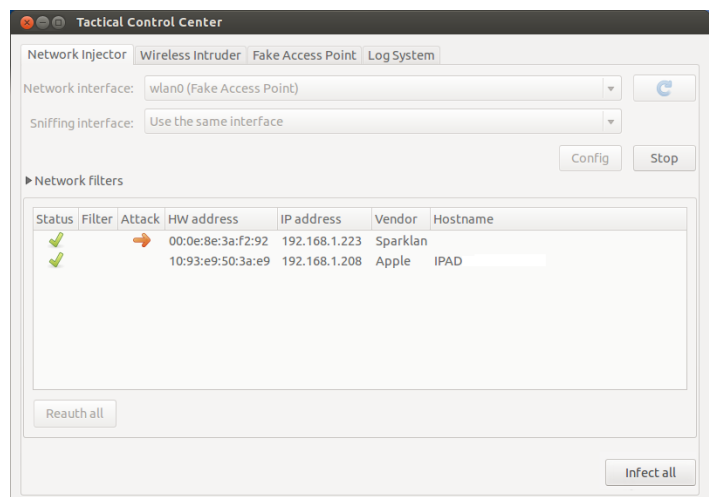 Tactical Control Center
Network Injector Wireless Intruder Fake Access Point Log System
Network interface: wlan0 (Fake Access Point)
Sniffing interface: Use the same interface
Config Stop
Network filters
Status Filter Attack HW address IP address Vendor Hostname
00:0e:8e:3a:f2:92 192.168.1.223 Sparklan
10:93:e9:50:3a:e9 192.168.1.208 Apple IPAD
Reauth all
Infect all